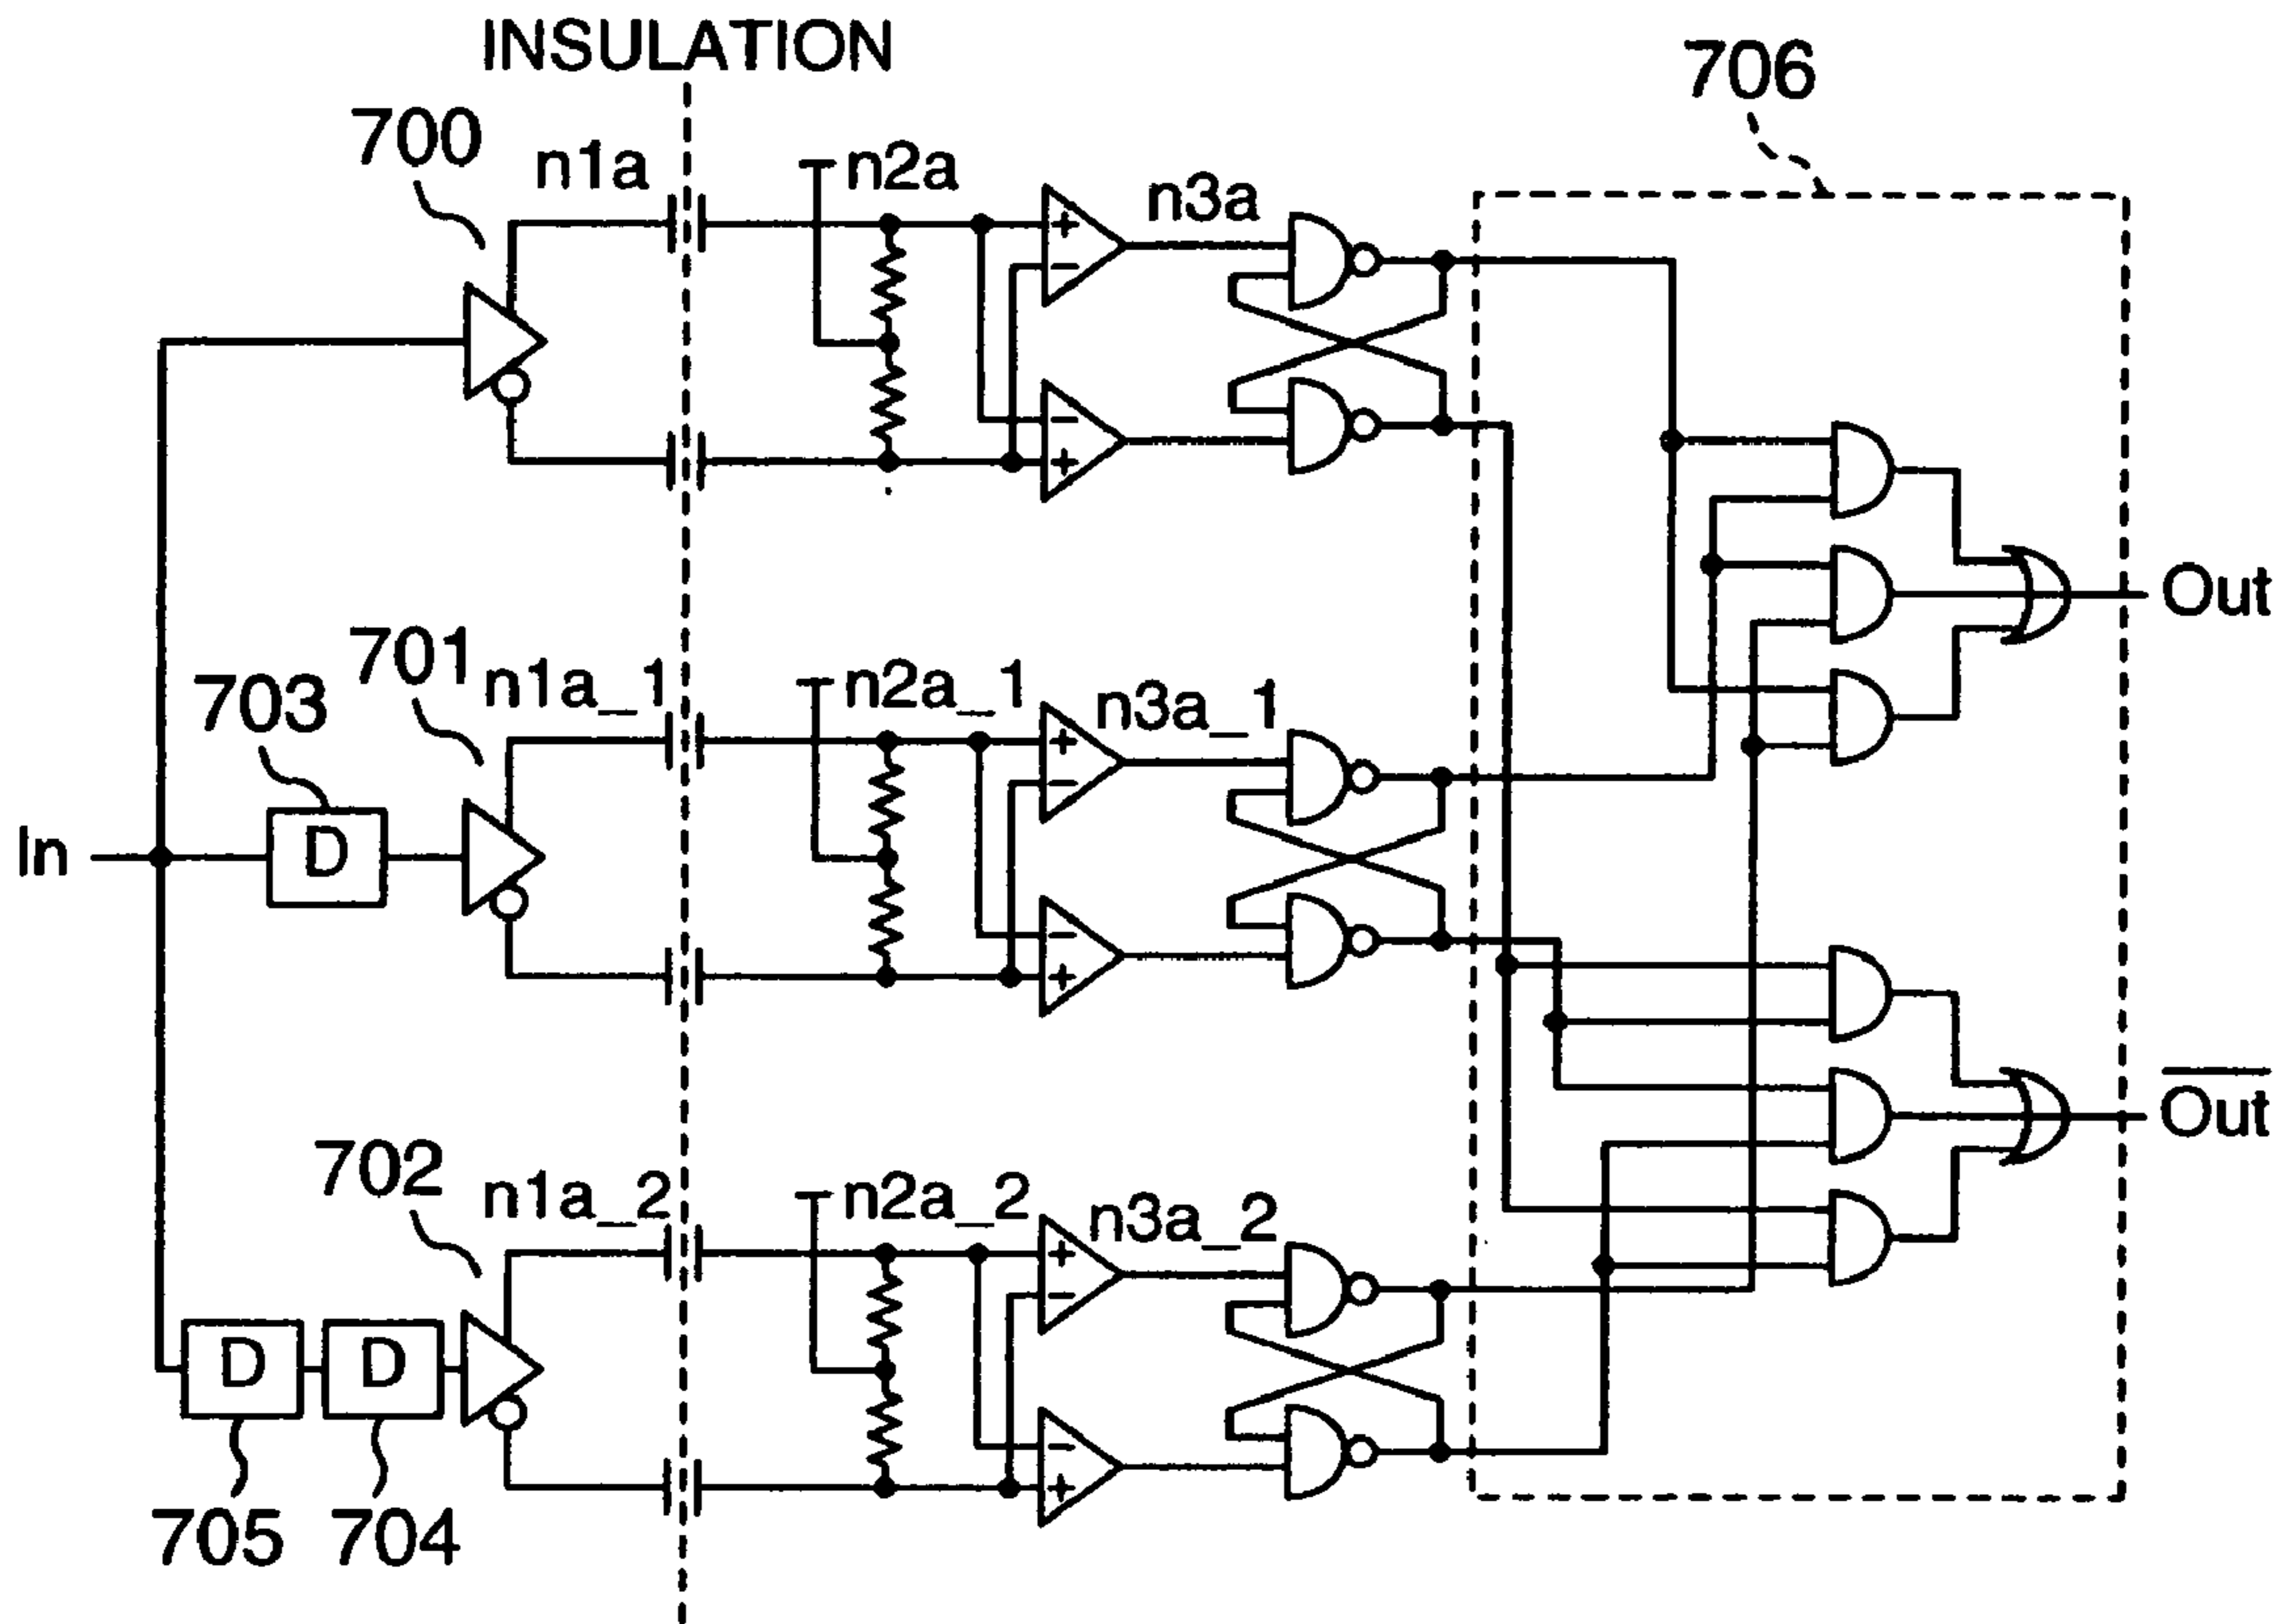 INSULATION
706
700
n1a
n2a
n3a
+
−
−
+
Out
701
n1a_1
n2a_1
n3a_1
703
+
−
In
D
−
+
Out
702
n1a_2
n2a_2
n3a_2
+
−
D
D
−
+
705
704